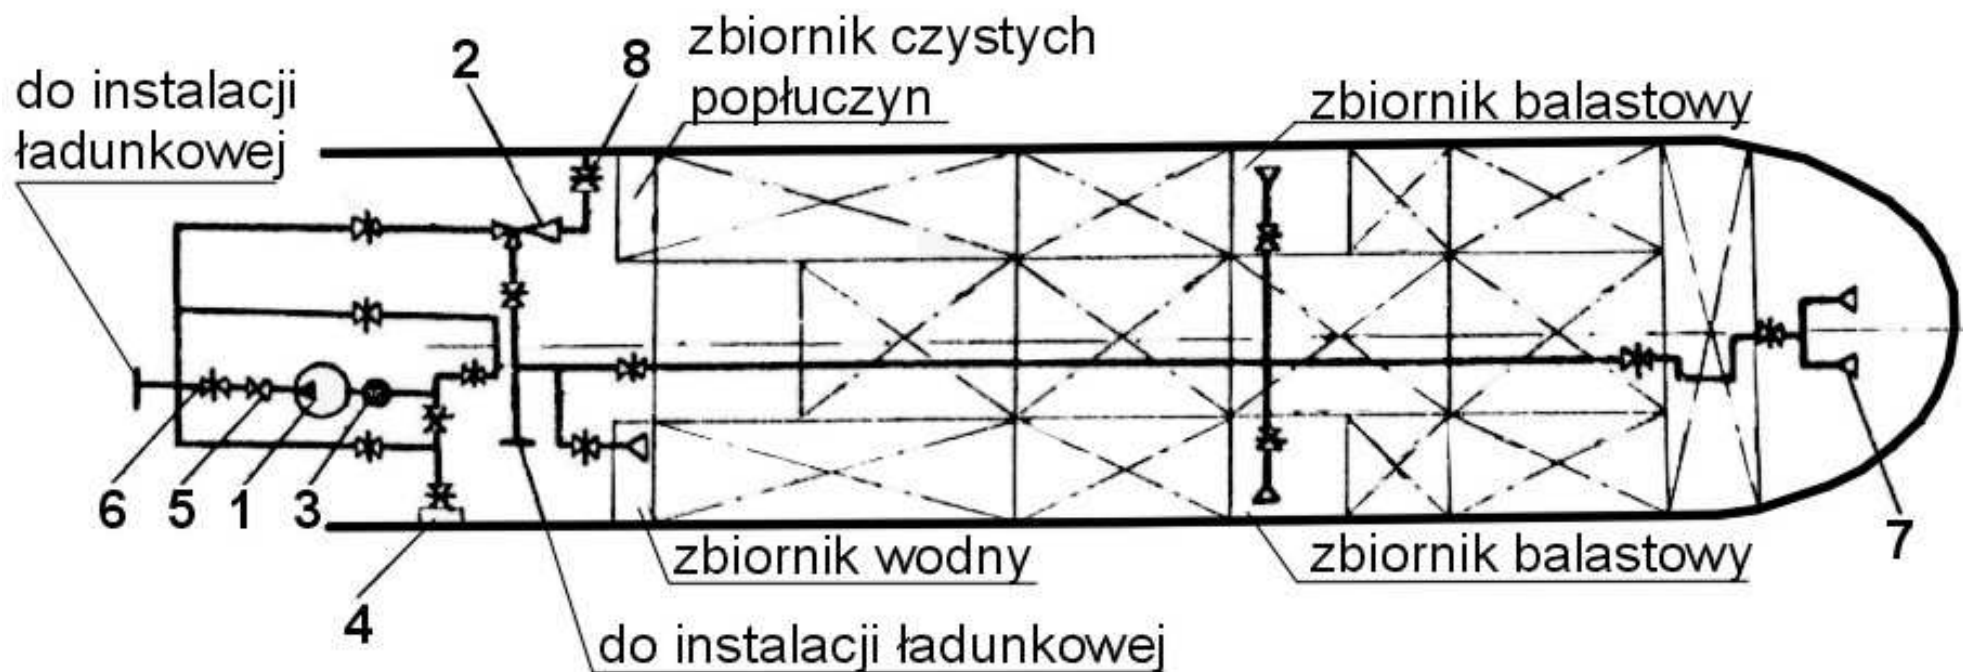 do instalacji
ładunkowej
2
8
zbiornik czystych
popłuczyn
zbiornik balastowy
6
5
1
3
4
zbiornik wodny
do instalacji ładunkowej
zbiornik balastowy
7